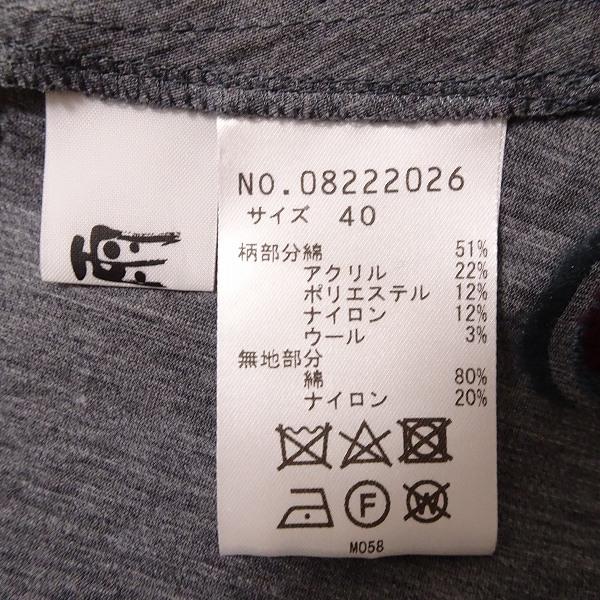 NO.08222026
サイズ 40
柄部分綿 51%
アクリル 22%
ポリエステル 12%
ナイロン 12%
ウール 3%
無地部分
綿 80%
ナイロン 20%
F W
M058